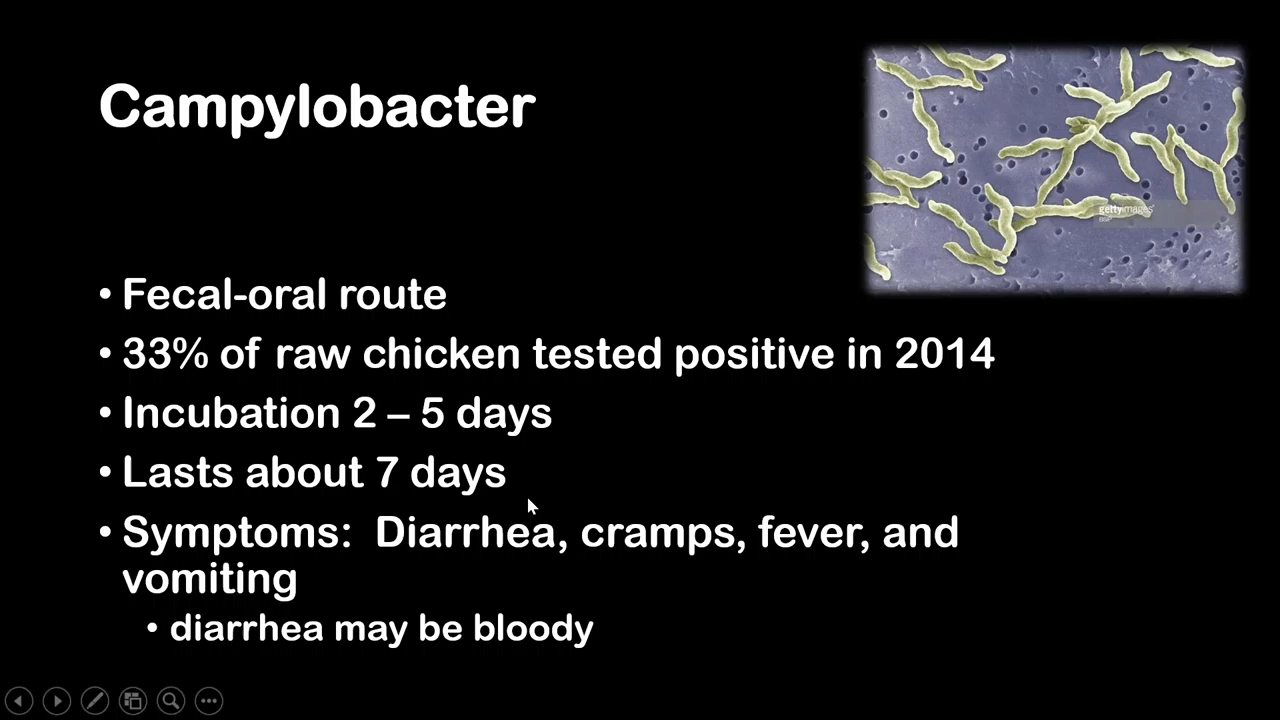 Campylobacter
gettyimages
BSIP
• Fecal-oral route
• 33% of raw chicken tested positive in 2014
• Incubation 2 – 5 days
• Lasts about 7 days
• Symptoms:  Diarrhea, cramps, fever, and
vomiting
• diarrhea may be bloody